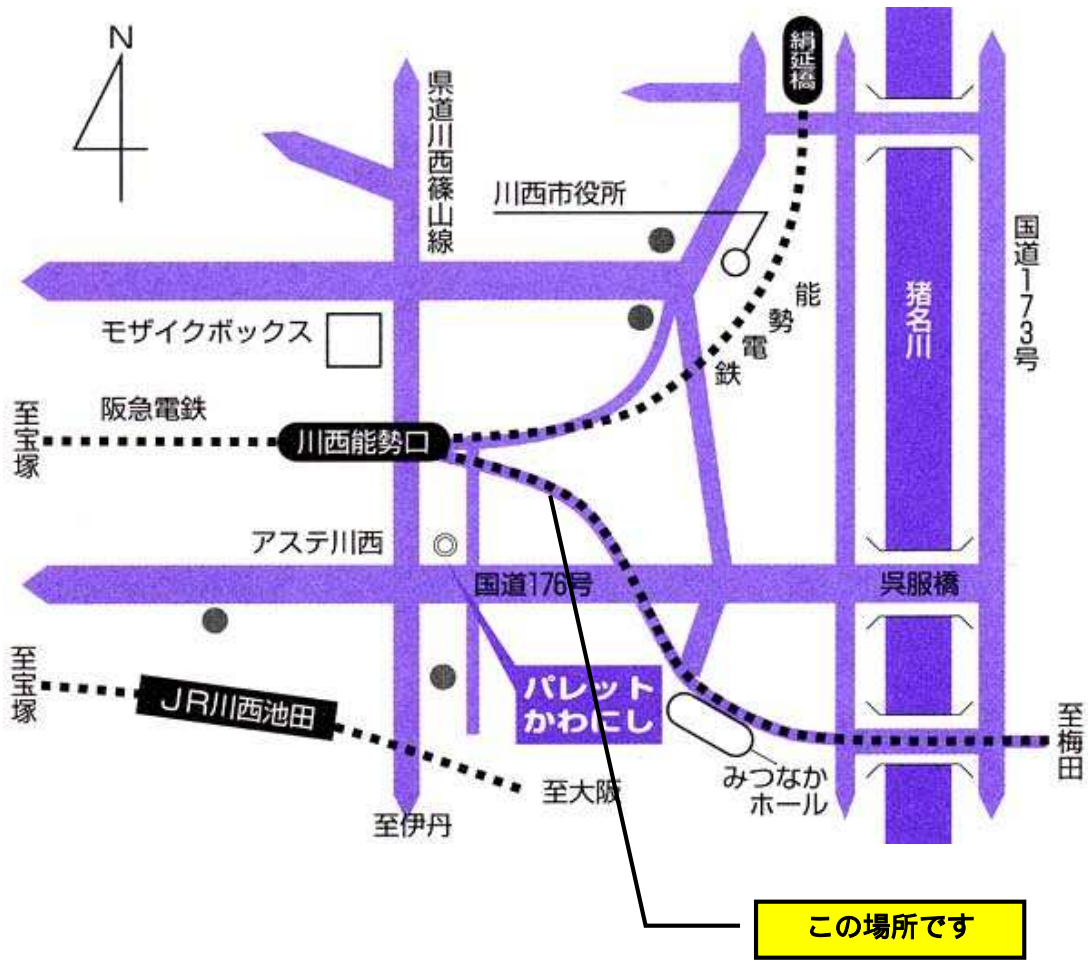 N
県道川西篠山線
絹延橋
川西市役所
国道173号
猪名川
能勢電鉄
モザイクボックス
阪急電鉄
至宝塚
川西能勢口
アステ川西
国道176号
呉服橋
至宝塚
JR川西池田
パレット
かわにし
至梅田
みつなか
ホール
至大阪
至伊丹
この場所です